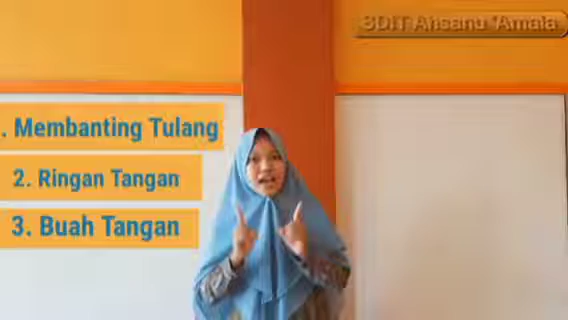 SDIT Ahsanu 'Amala
. Membanting Tulang
2. Ringan Tangan
3. Buah Tangan